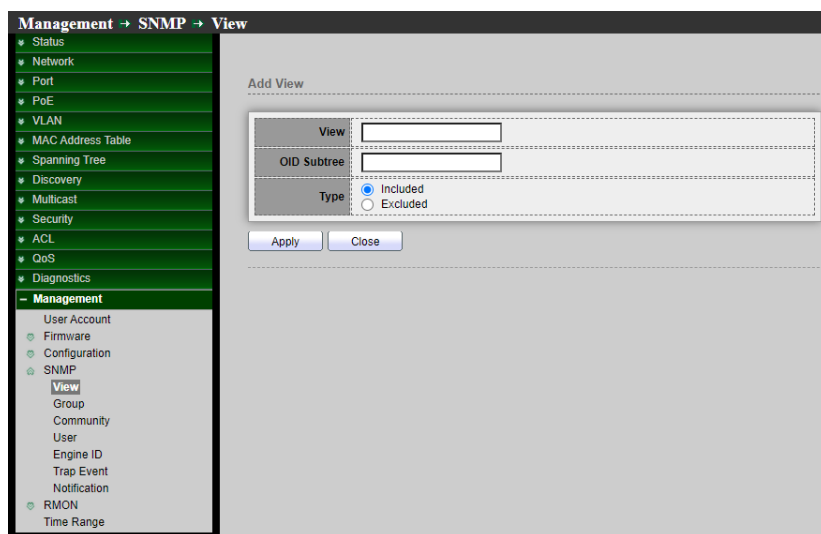 Management → SNMP → View
Status
Network
Port
PoE
VLAN
MAC Address Table
Spanning Tree
Discovery
Multicast
Security
ACL
QoS
Diagnostics
Management
User Account
Firmware
Configuration
SNMP
View
Group
Community
User
Engine ID
Trap Event
Notification
RMON
Time Range
Add View
View
OID Subtree
Type
Included
Excluded
Apply
Close